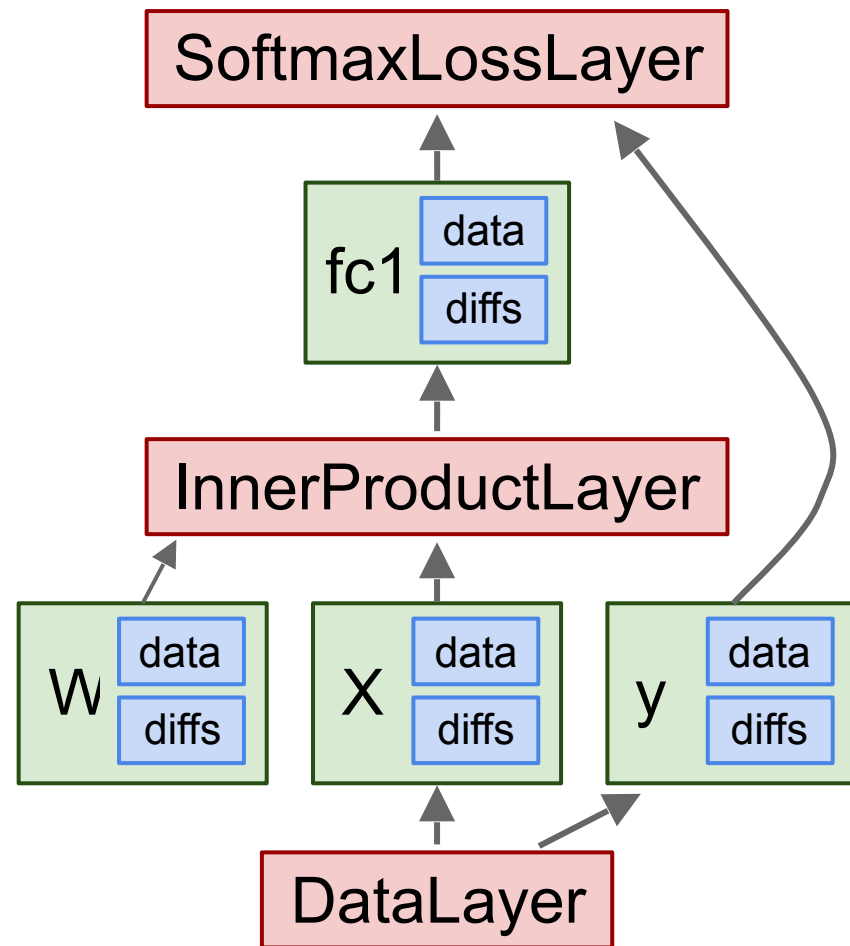 SoftmaxLossLayer
fc1
data
diffs
InnerProductLayer
W
data
diffs
X
data
diffs
y
data
diffs
DataLayer